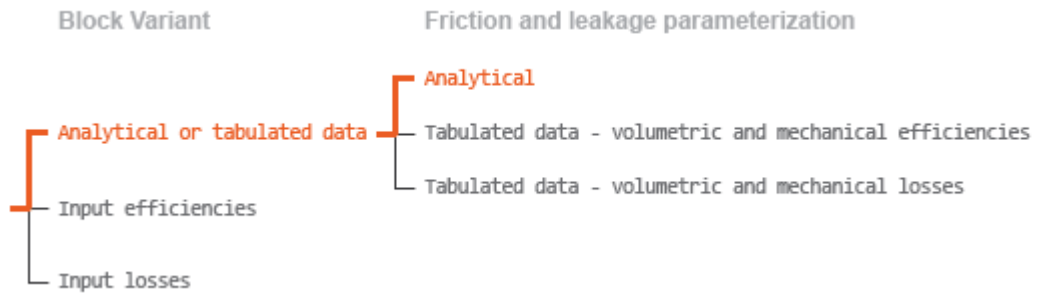 Block Variant
Friction and leakage parameterization
Analytical
Analytical or tabulated data
Tabulated data - volumetric and mechanical efficiencies
Tabulated data - volumetric and mechanical losses
Input efficiencies
Input losses